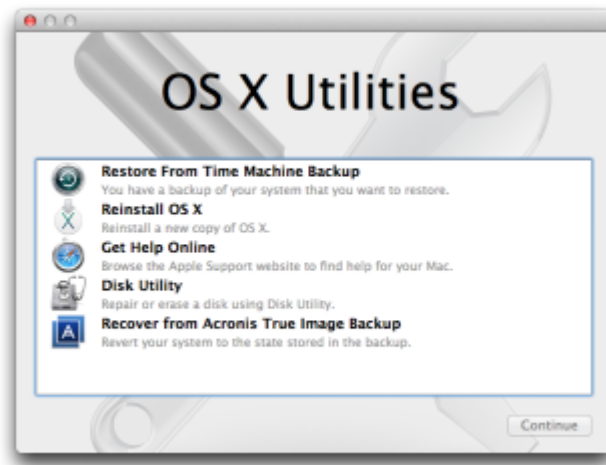 OS X Utilities
Restore From Time Machine Backup
You have a backup of your system that you want to restore.
Reinstall OS X
Reinstall a new copy of OS X.
Get Help Online
Browse the Apple Support website to find help for your Mac.
Disk Utility
Repair or erase a disk using Disk Utility.
Recover from Acronis True Image Backup
Revert your system to the state stored in the backup.
Continue